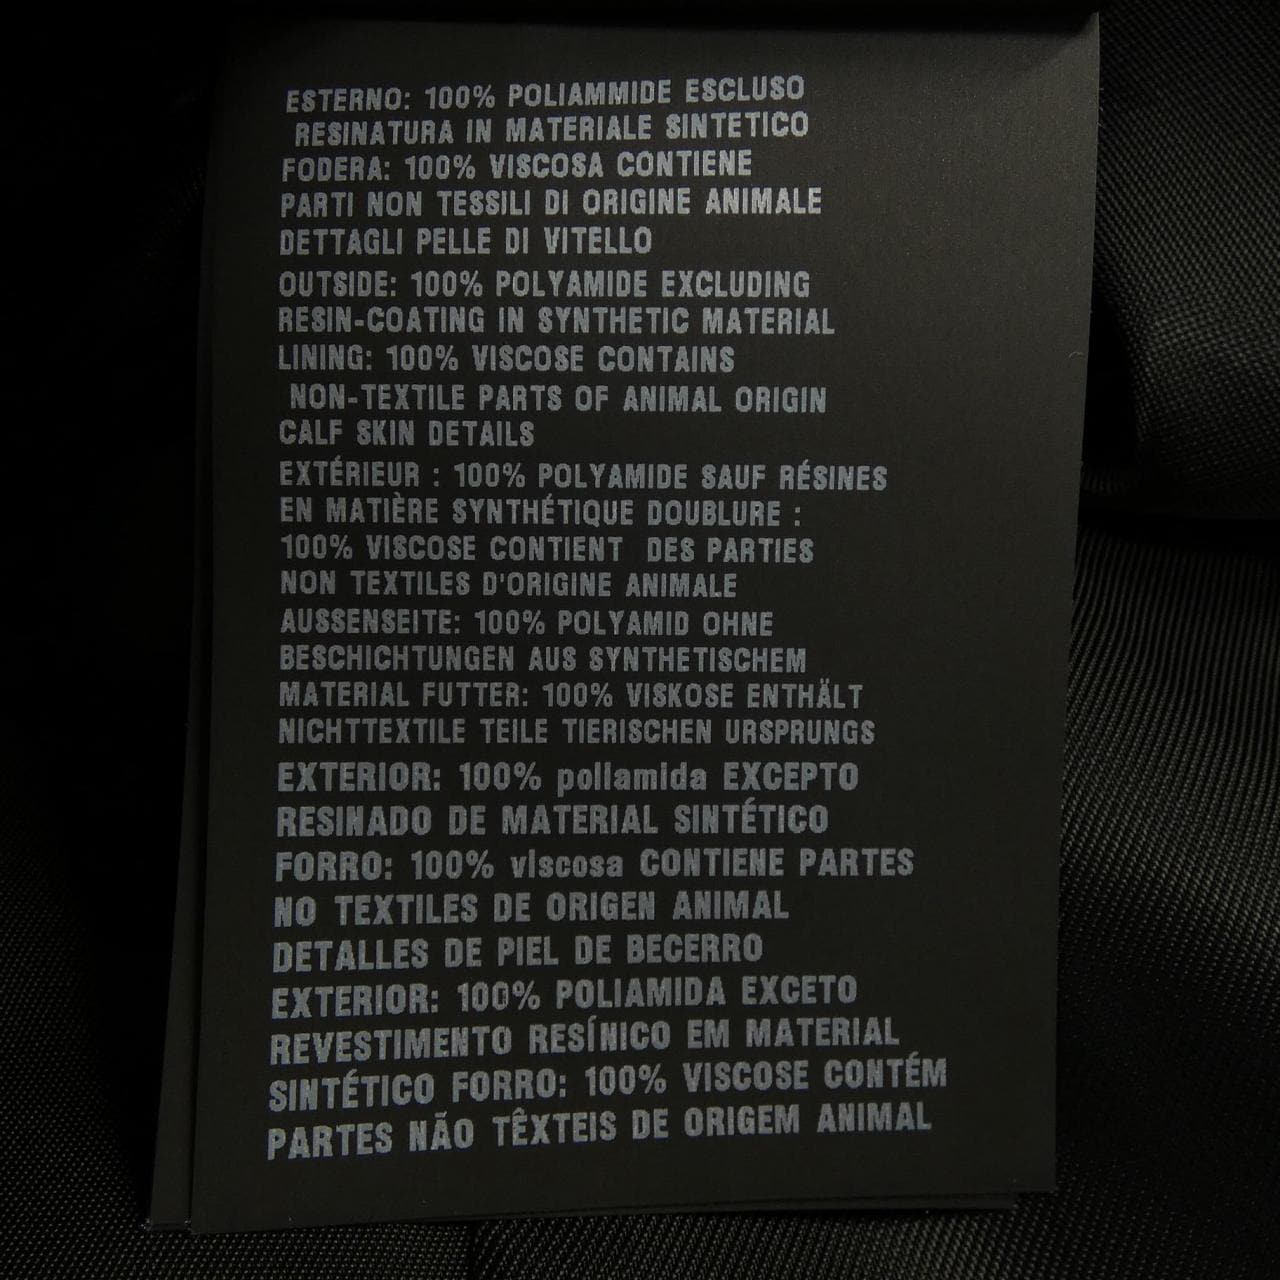 ESTERNO: 100% POLIAMMIDE ESCLUSO
RESINATURA IN MATERIALE SINTETICO
FODERA: 100% VISCOSA CONTIENE
PARTI NON TESSILI DI ORIGINE ANIMALE
DETTAGLI PELLE DI VITELLO
OUTSIDE: 100% POLYAMIDE EXCLUDING
RESIN-COATING IN SYNTHETIC MATERIAL
LINING: 100% VISCOSE CONTAINS
NON-TEXTILE PARTS OF ANIMAL ORIGIN
CALF SKIN DETAILS
EXTÉRIEUR : 100% POLYAMIDE SAUF RÉSINES
EN MATIÈRE SYNTHÉTIQUE DOUBLURE :
100% VISCOSE CONTIENT DES PARTIES
NON TEXTILES D'ORIGINE ANIMALE
AUSSENSEITE: 100% POLYAMID OHNE
BESCHICHTUNGEN AUS SYNTHETISCHEM
MATERIAL FUTTER: 100% VISKOSE ENTHÄLT
NICHTTEXTILE TEILE TIERISCHEN URSPRUNGS
EXTERIOR: 100% poliamida EXCEPTO
RESINADO DE MATERIAL SINTÉTICO
FORRO: 100% viscosa CONTIENE PARTES
NO TEXTILES DE ORIGEN ANIMAL
DETALLES DE PIEL DE BECERRO
EXTERIOR: 100% POLIAMIDA EXCETO
REVESTIMENTO RESÍNICO EM MATERIAL
SINTÉTICO FORRO: 100% VISCOSE CONTÉM
PARTES NÃO TÊXTEIS DE ORIGEM ANIMAL